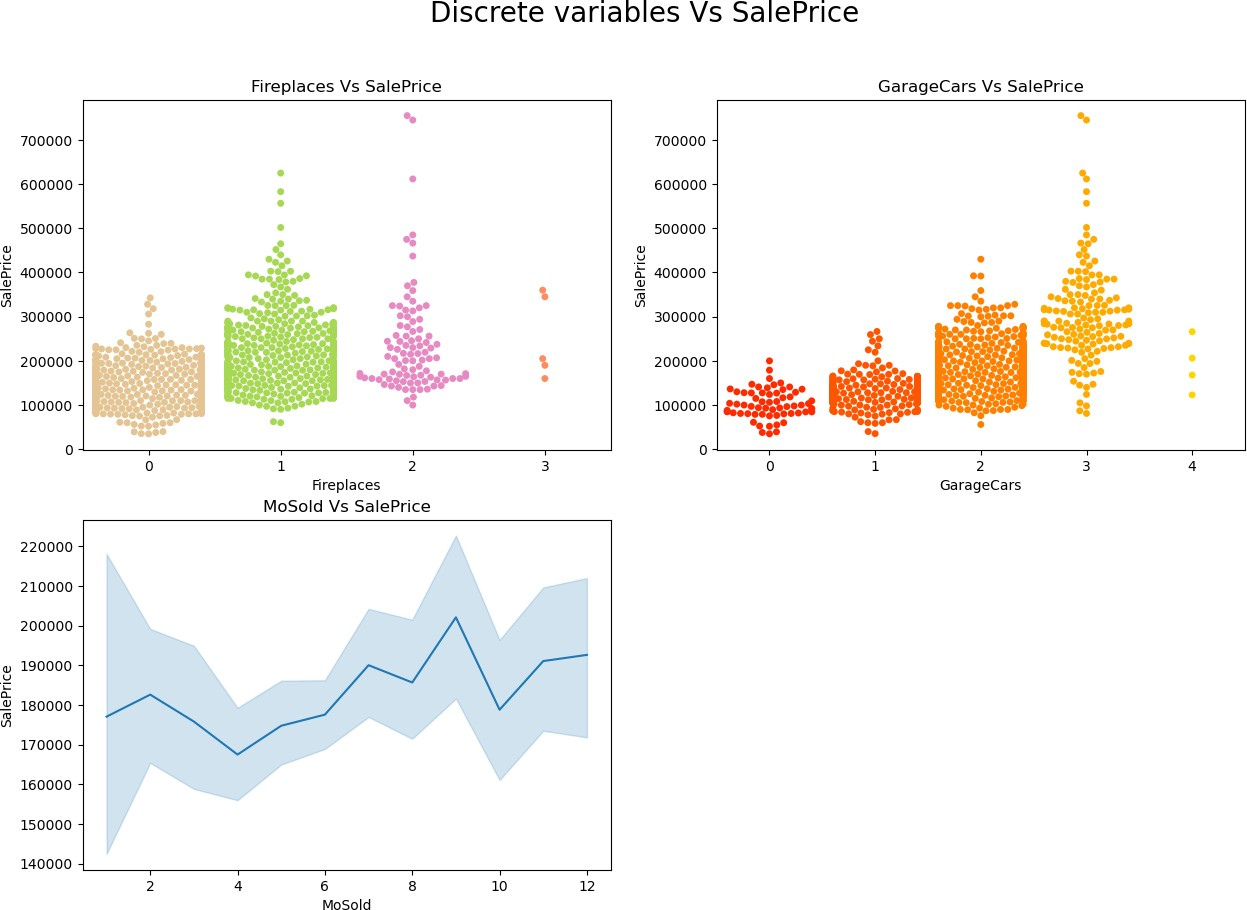 Discrete variables Vs SalePrice
Fireplaces Vs SalePrice
700000
600000
500000
400000
300000
200000
100000
0
SalePrice
0 1 2 3
Fireplaces
GarageCars Vs SalePrice
700000
600000
500000
400000
300000
200000
100000
0
SalePrice
0 1 2 3 4
GarageCars
MoSold Vs SalePrice
220000
210000
200000
190000
180000
170000
160000
150000
140000
SalePrice
2 4 6 8 10 12
MoSold